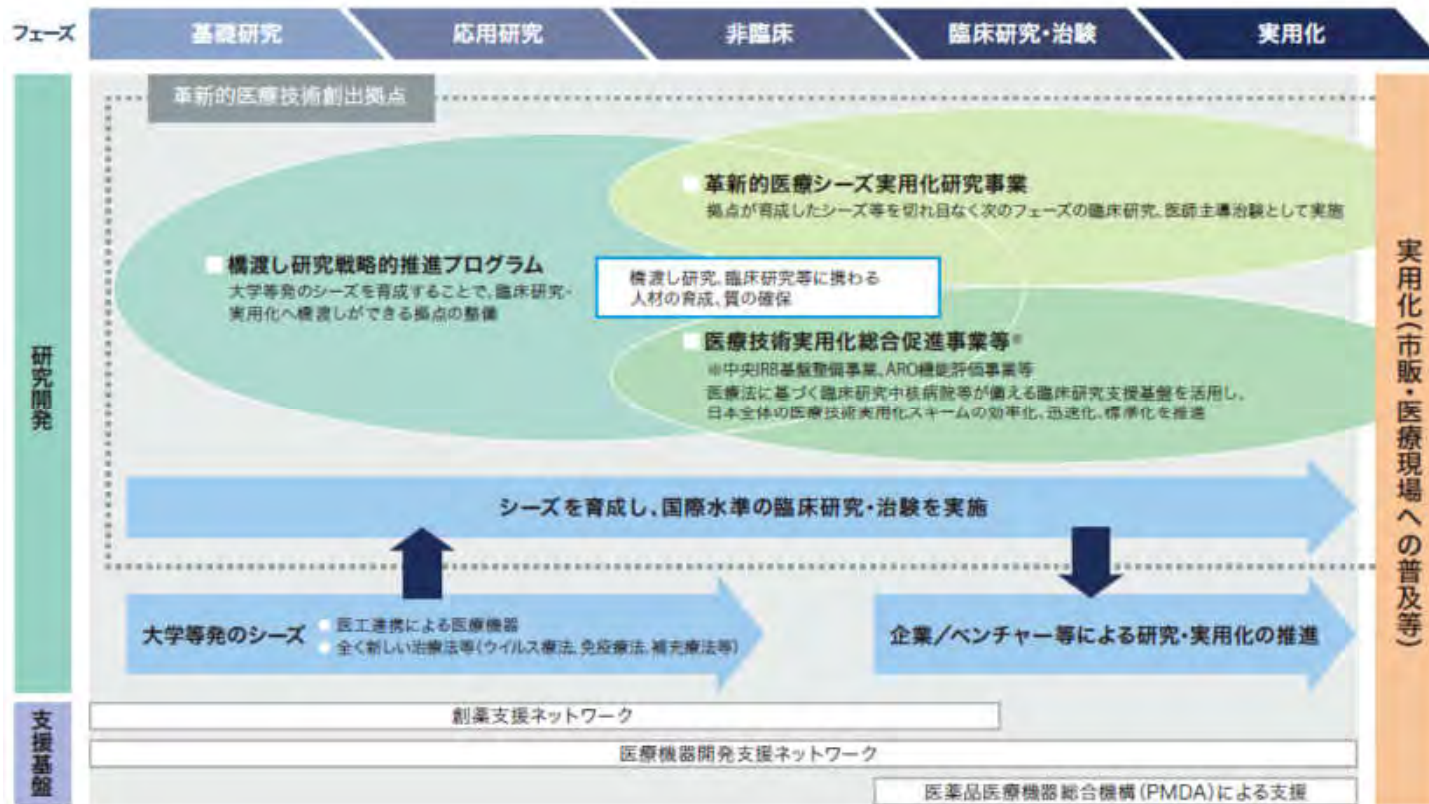 フェーズ
基礎研究
応用研究
非臨床
臨床研究・治験
実用化
革新的医療技術創出拠点
革新的医療シーズ実用化研究事業
拠点が育成したシーズ等を切れ目なく次のフェーズの臨床研究、医師主導治験として実施
橋渡し研究戦略的推進プログラム
大学等発のシーズを育成することで、臨床研究・
実用化へ橋渡しができる拠点の整備
橋渡し研究、臨床研究等に携わる
人材の育成、質の確保
医療技術実用化総合促進事業等※
※中央IRB基盤整備事業、ARO機能評価事業等
医療法に基づく臨床研究中核病院等が備える臨床研究支援基盤を活用し、
日本全体の医療技術実用化スキームの効率化、迅速化、標準化を推進
研究開発
シーズを育成し、国際水準の臨床研究・治験を実施
大学等発のシーズ
医工連携による医療機器
全く新しい治療法等(ウイルス療法、免疫療法、補充療法等)
企業/ベンチャー等による研究・実用化の推進
実用化(市販・医療現場への普及等)
支援基盤
創薬支援ネットワーク
医療機器開発支援ネットワーク
医薬品医療機器総合機構(PMDA)による支援